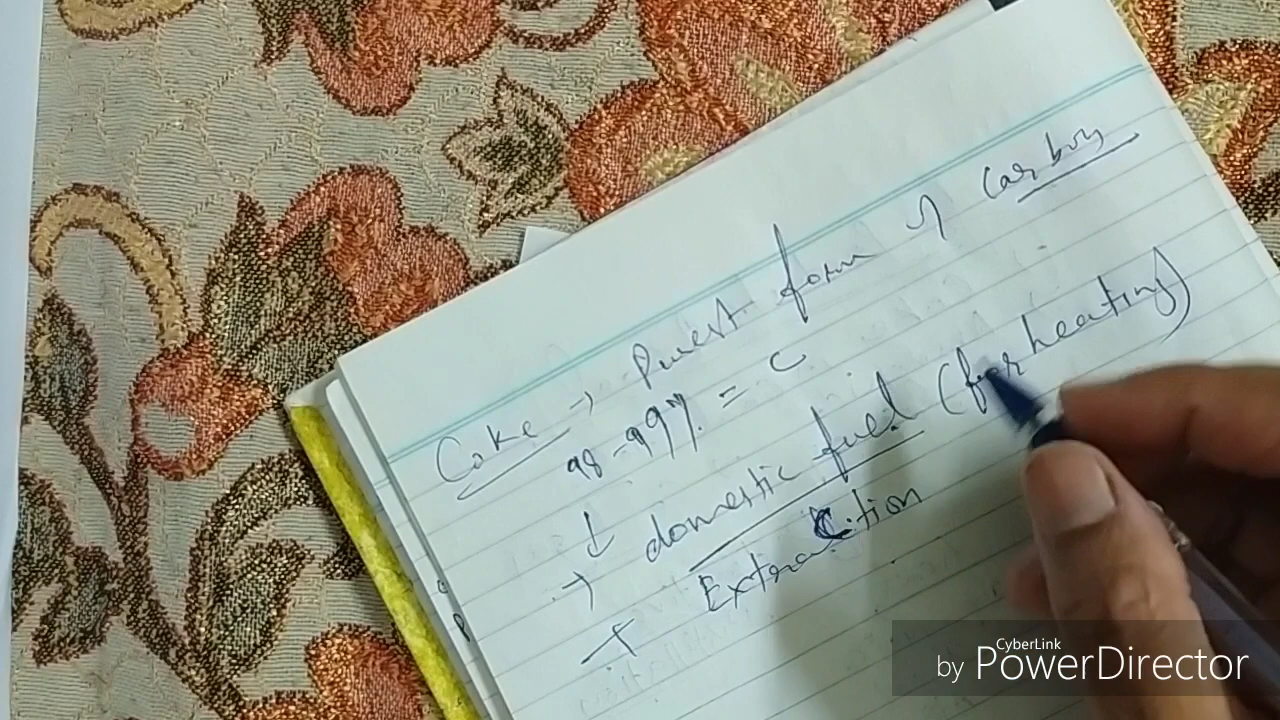 Coke → Purest form of carbon
98-99% = C
↓
→ domestic fuel (for heating)
Extraction
by CyberLink PowerDirector